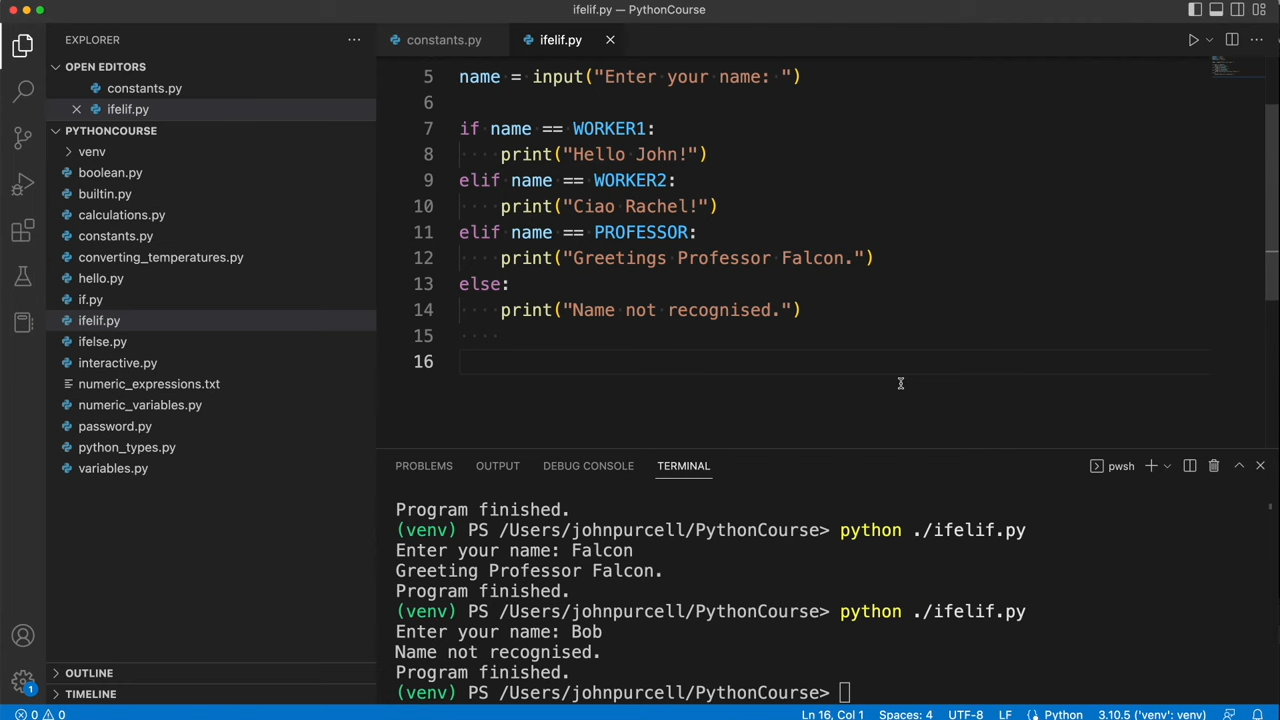 ifelif.py — PythonCourse
EXPLORER
OPEN EDITORS
constants.py
ifelif.py
PYTHONCOURSE
venv
boolean.py
builtin.py
calculations.py
constants.py
converting_temperatures.py
hello.py
if.py
ifelif.py
ifelse.py
interactive.py
numeric_expressions.txt
numeric_variables.py
password.py
python_types.py
variables.py
OUTLINE
TIMELINE
constants.py ifelif.py
5 name = input("Enter your name: ")
6
7 if name == WORKER1:
8 print("Hello John!")
9 elif name == WORKER2:
10 print("Ciao Rachel!")
11 elif name == PROFESSOR:
12 print("Greetings Professor Falcon.")
13 else:
14 print("Name not recognised.")
15
16
PROBLEMS OUTPUT DEBUG CONSOLE TERMINAL pwsh
Program finished.
(venv) PS /Users/johnpurcell/PythonCourse> python ./ifelif.py
Enter your name: Falcon
Greeting Professor Falcon.
Program finished.
(venv) PS /Users/johnpurcell/PythonCourse> python ./ifelif.py
Enter your name: Bob
Name not recognised.
Program finished.
(venv) PS /Users/johnpurcell/PythonCourse>
1
0 0 Ln 16, Col 1 Spaces: 4 UTF-8 LF Python 3.10.5 ('venv': venv)